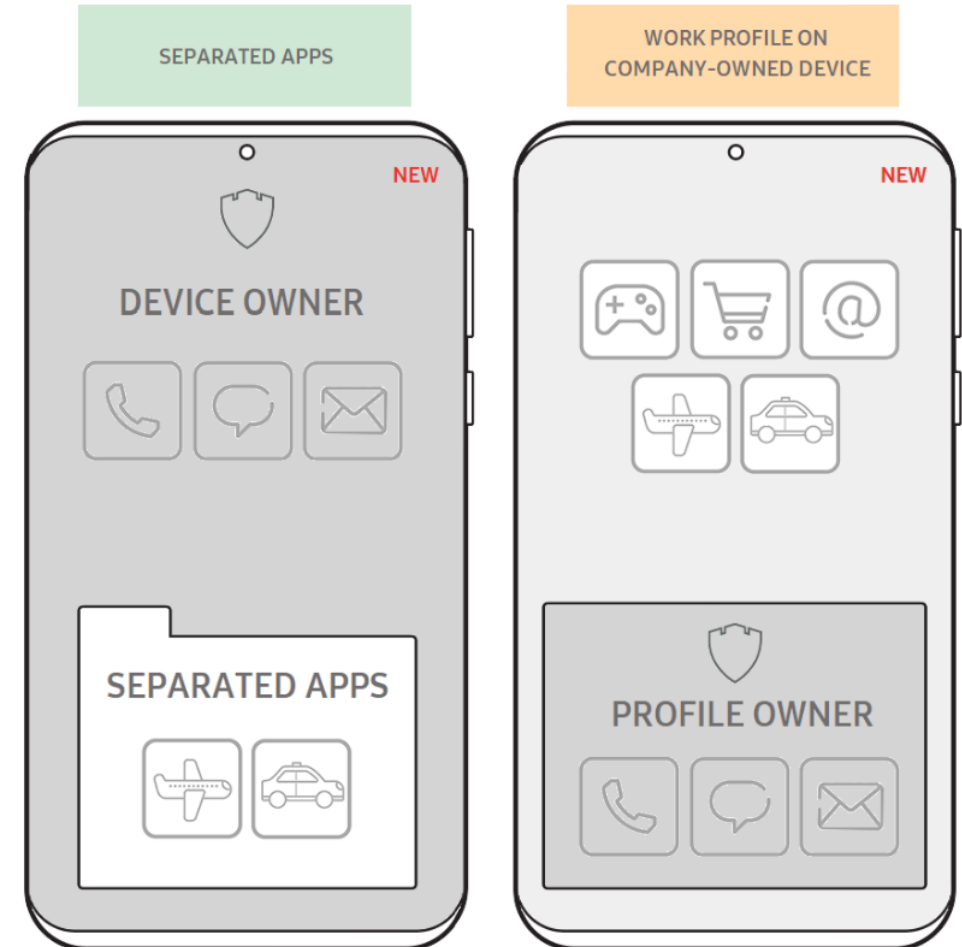 SEPARATED APPS
WORK PROFILE ON
COMPANY-OWNED DEVICE
NEW
DEVICE OWNER
SEPARATED APPS
NEW
PROFILE OWNER